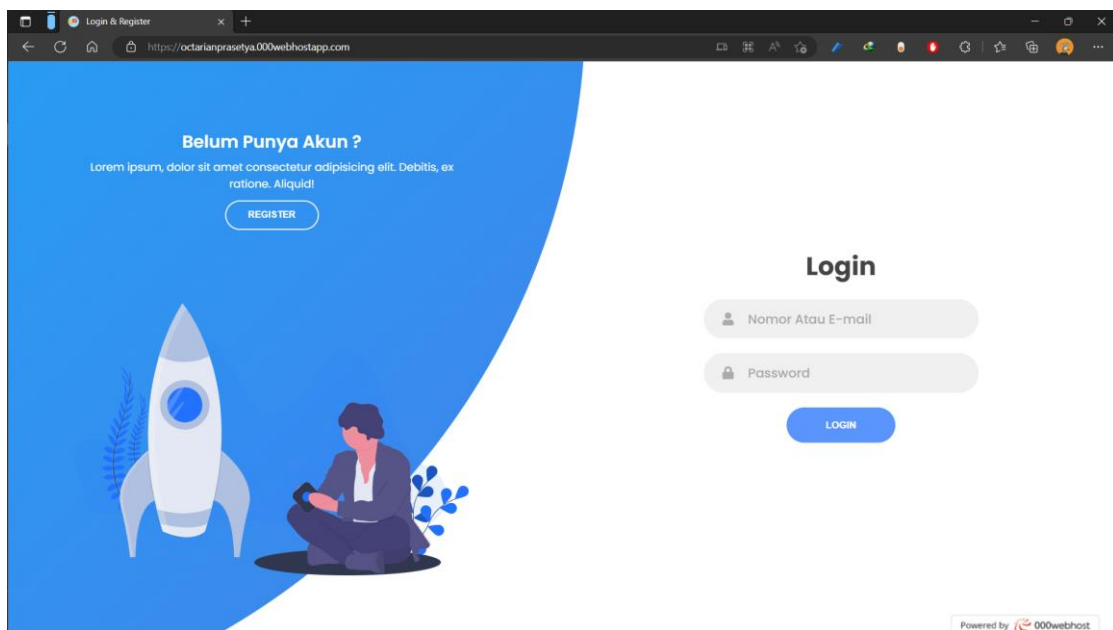 Login & Register
https://octarianprasetya.000webhostapp.com
Belum Punya Akun ?
Lorem ipsum, dolor sit amet consectetur adipisicing elit. Debitis, ex
ratione. Aliquid!
REGISTER
Login
Nomor Atau E-mail
Password
LOGIN
Powered by 000webhost